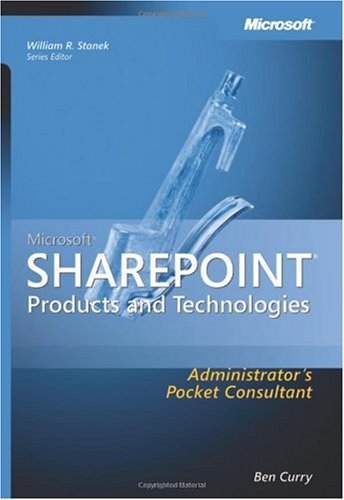 Microsoft®
William R. Stanek
Series Editor
Microsoft®
SHAREPOINT®
Products and Technologies
Administrator's
Pocket Consultant
Ben Curry